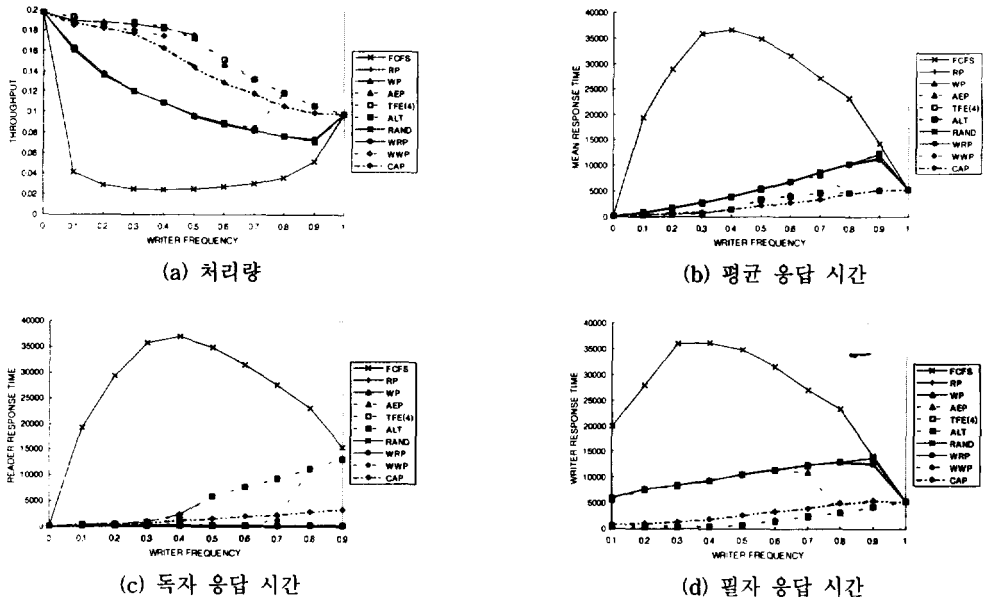 0.2
0.16
0.12
0.08
0.04
0.02
0
THROUGHPUT
0 0.1 0.2 0.3 0.4 0.5 0.6 0.7 0.8 0.9 1
WRITER FREQUENCY
FCFS
RP
WP
AEP
TFE(4)
ALT
RAND
WRP
WWP
CAP
(a) 처리량
40000
35000
30000
25000
20000
15000
10000
5000
0
MEAN RESPONSE TIME
0 0.1 0.2 0.3 0.4 0.5 0.6 0.7 0.8 0.9 1
WRITER FREQUENCY
FCFS
RP
WP
AEP
TFE(4)
ALT
RAND
WRP
WWP
CAP
(b) 평균 응답 시간
40000
35000
30000
25000
20000
15000
10000
5000
0
READER RESPONSE TIME
0 0.1 0.2 0.3 0.4 0.5 0.6 0.7 0.8 0.9
WRITER FREQUENCY
FCFS
RP
WP
AEP
TFE(4)
ALT
RAND
WRP
WWP
CAP
(c) 독자 응답 시간
40000
35000
30000
25000
20000
15000
10000
5000
0
WRITER RESPONSE TIME
0.1 0.2 0.3 0.4 0.5 0.6 0.7 0.8 0.9 1
WRITER FREQUENCY
FCFS
RP
WP
AEP
TFE(4)
ALT
RAND
WRP
WWP
CAP
(d) 필자 응답 시간